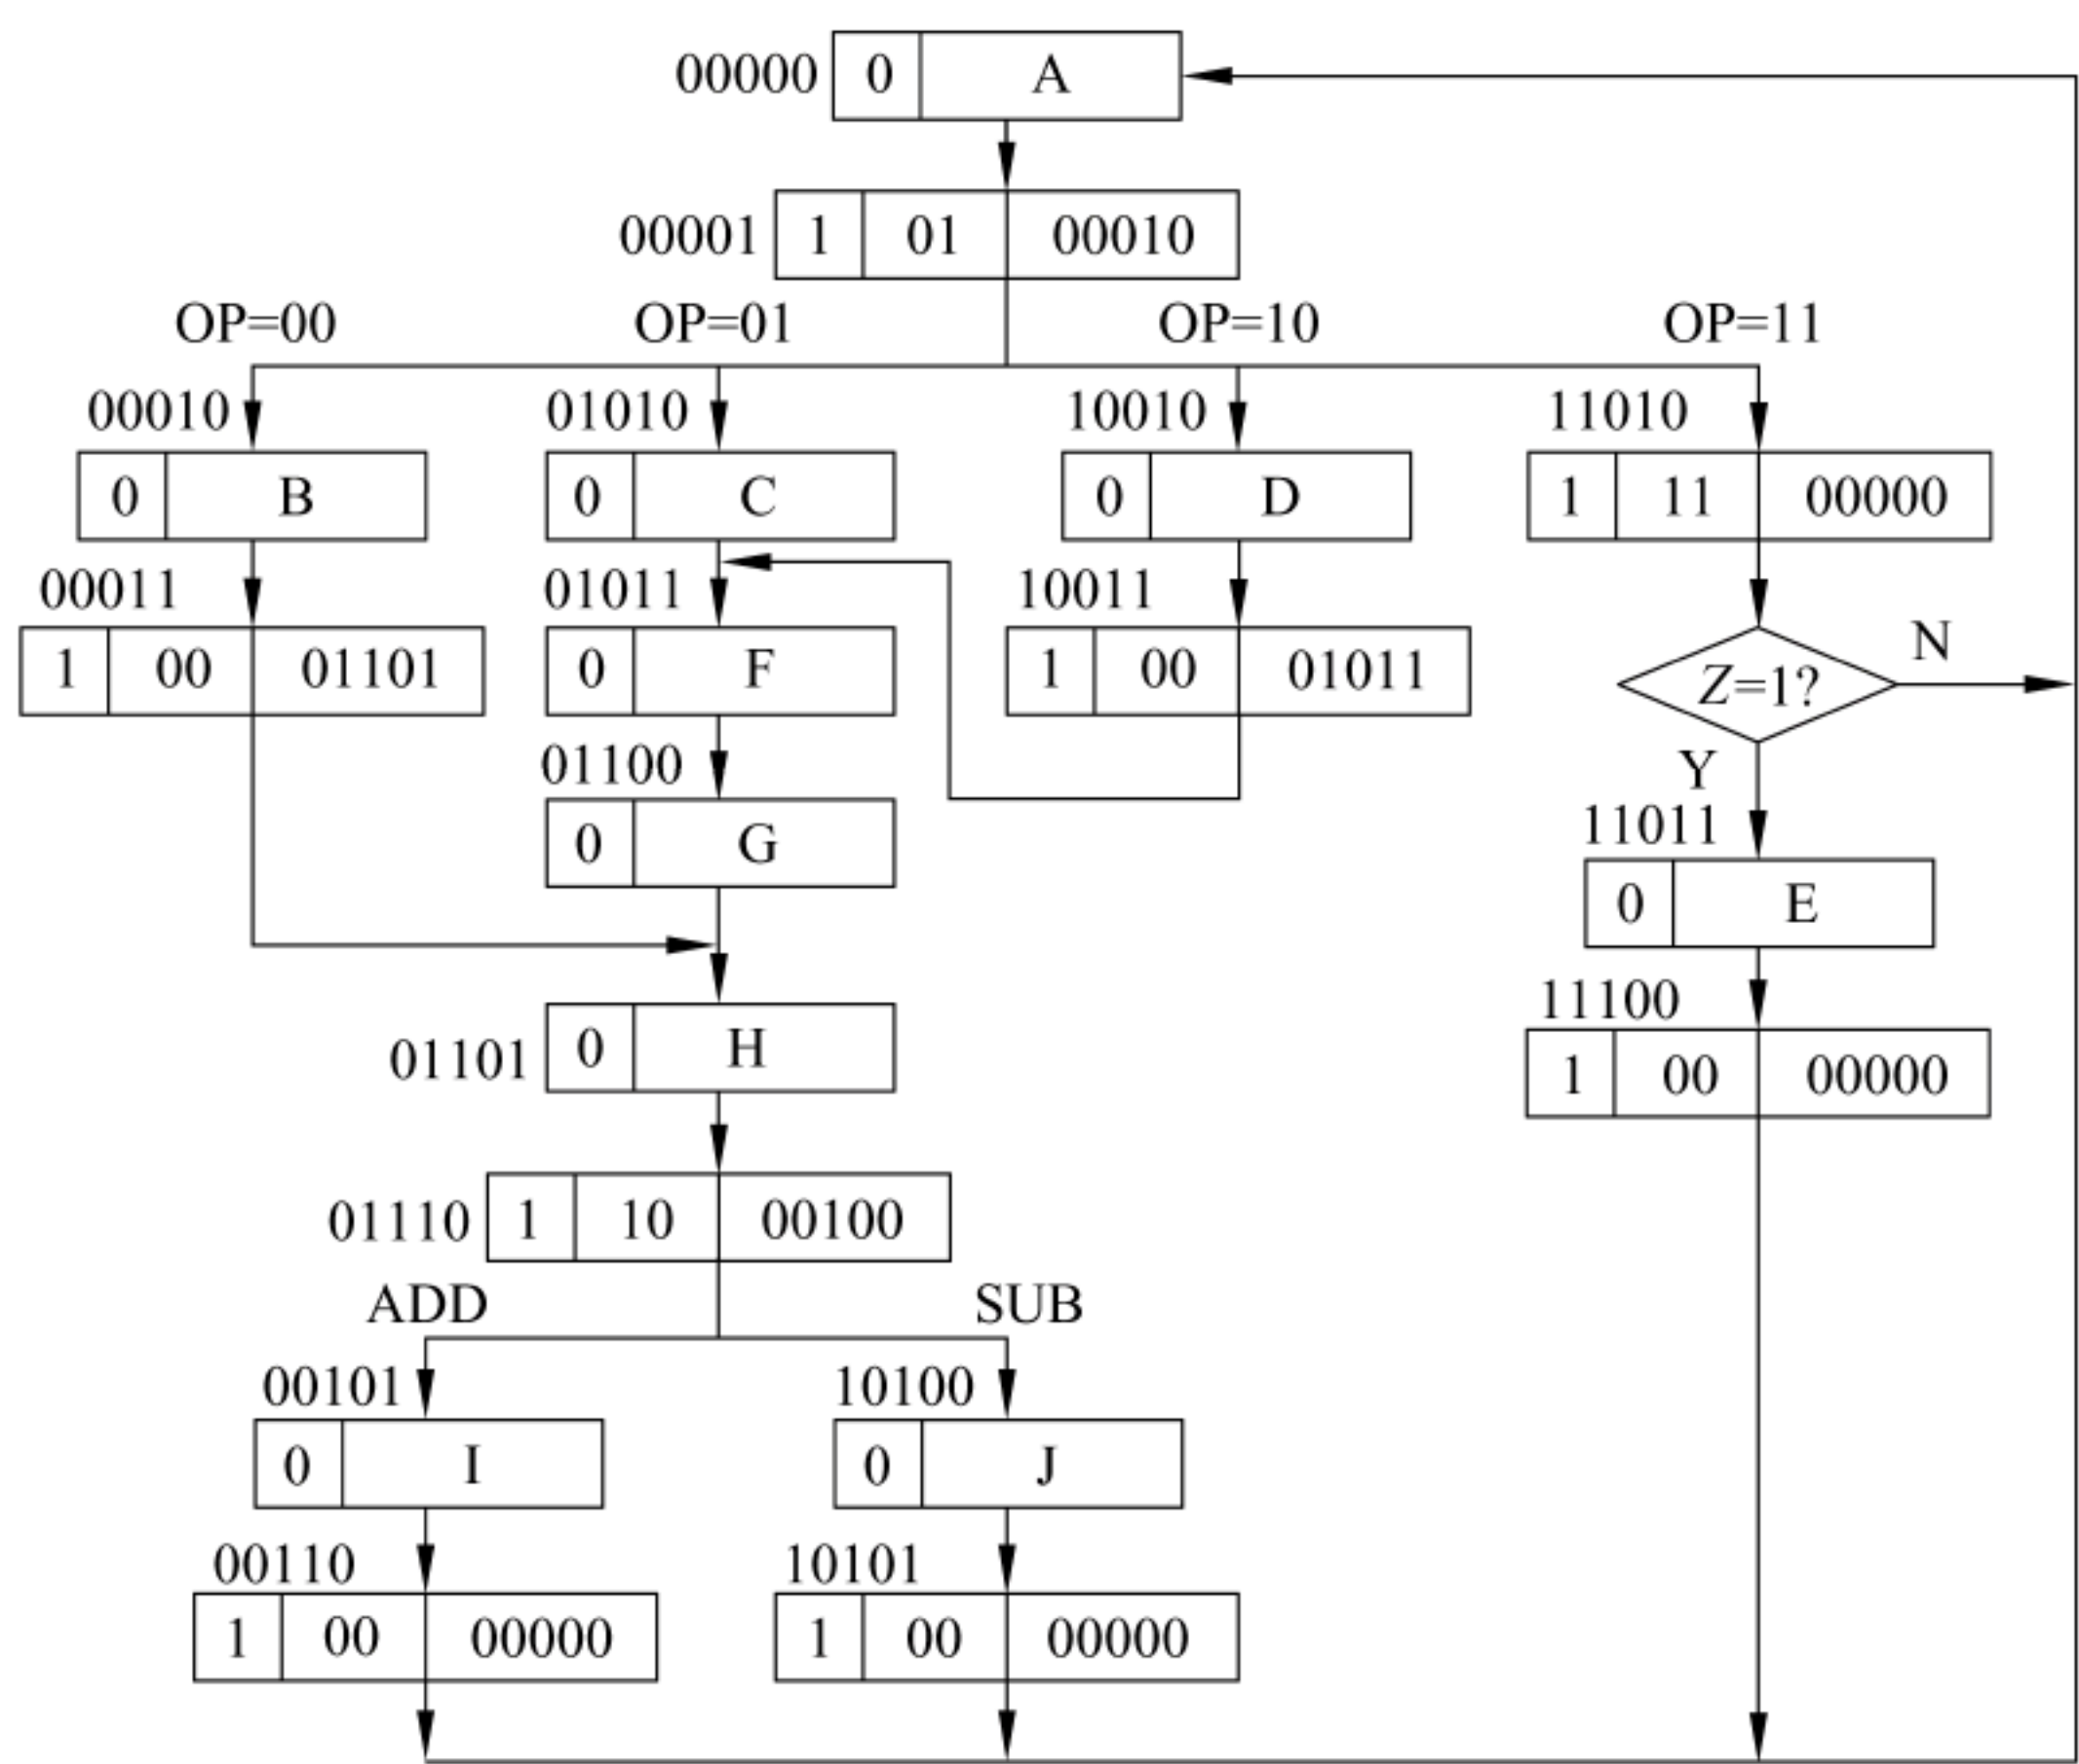 00000 0 A
00001 1 01 00010
OP=00 OP=01 OP=10 OP=11
00010 01010 10010 11010
0 B 0 C 0 D 1 11 00000
00011 01011 10011
1 00 01101 0 F 1 00 01011 Z=1? N
01100 Y
0 G 11011
0 E
11100
01101 0 H 1 00 00000
01110 1 10 00100
ADD SUB
00101 10100
0 I 0 J
00110 10101
1 00 00000 1 00 00000